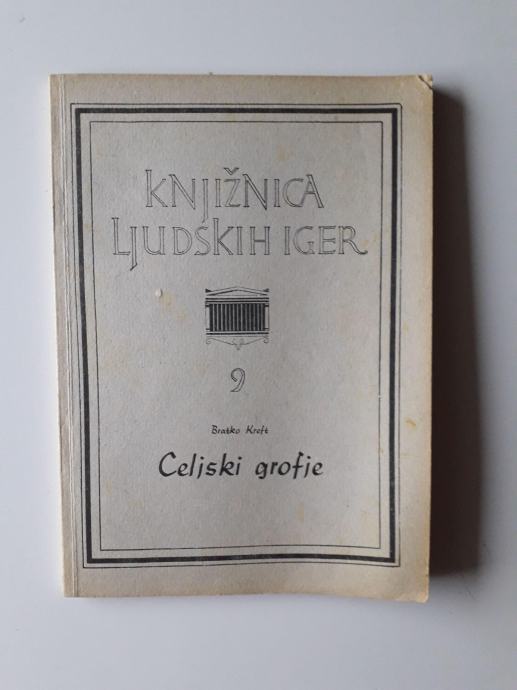 KNJIŽNICA
LJUDSKIH IGER
9
Bratko Kreft
Celjski grofje